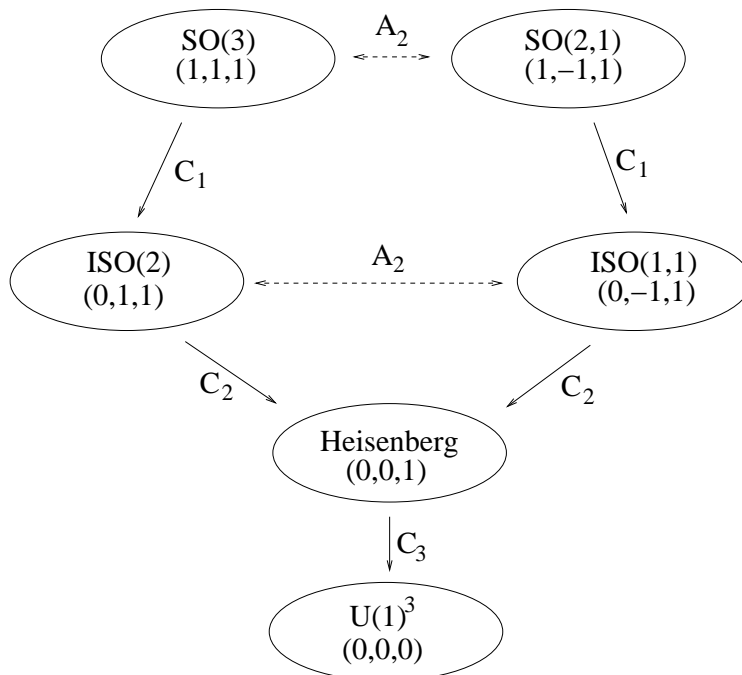 A₂
SO(3)
(1,1,1)
SO(2,1)
(1,−1,1)
C₁
C₁
ISO(2)
(0,1,1)
A₂
ISO(1,1)
(0,−1,1)
C₂
C₂
Heisenberg
(0,0,1)
C₃
U(1)³
(0,0,0)